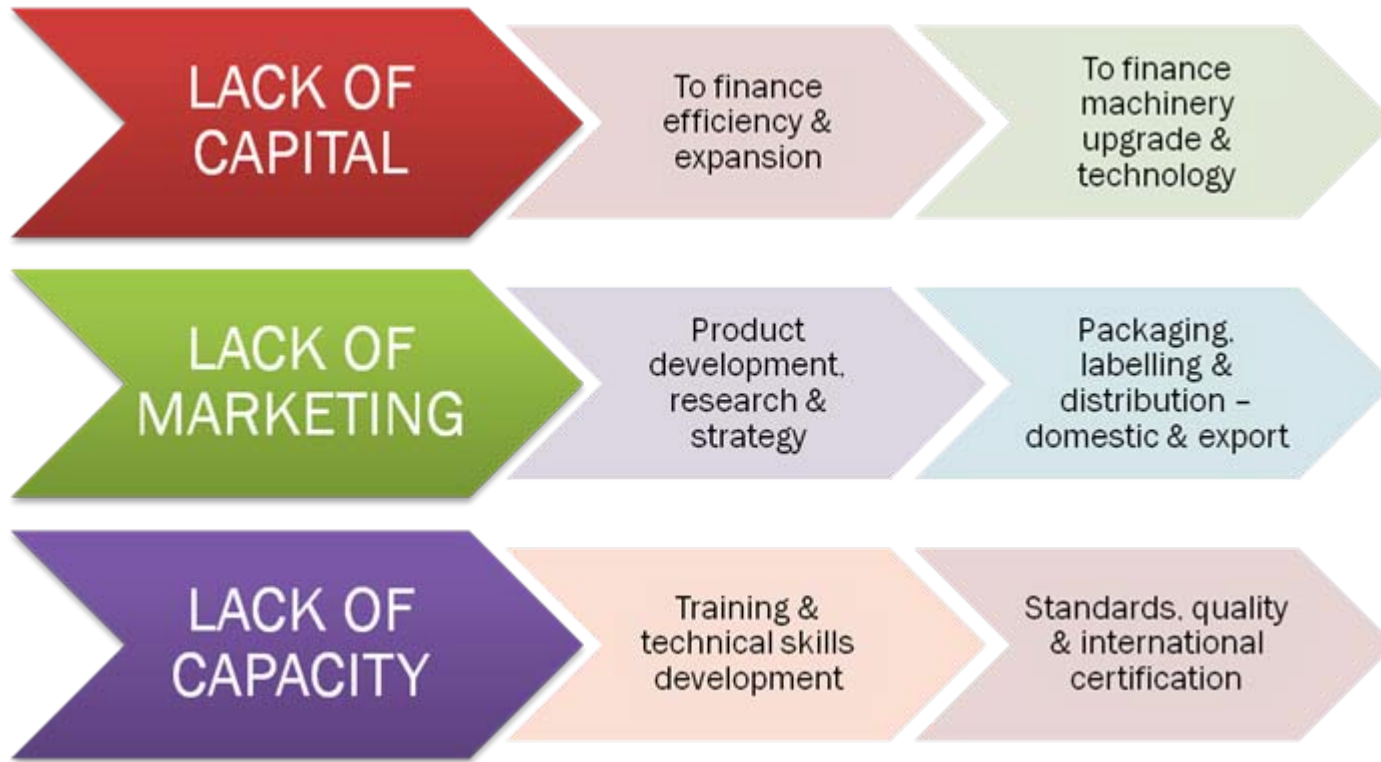 LACK OF
CAPITAL
To finance
efficiency &
expansion
To finance
machinery
upgrade &
technology
LACK OF
MARKETING
Product
development,
research &
strategy
Packaging,
labelling &
distribution –
domestic & export
LACK OF
CAPACITY
Training &
technical skills
development
Standards, quality
& international
certification